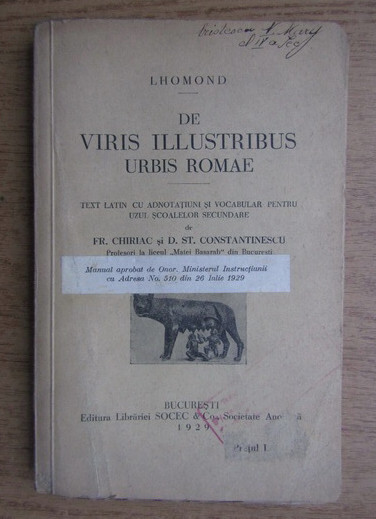 LHOMOND
DE
VIRIS ILLUSTRIBUS
URBIS ROMAE
TEXT LATIN CU ADNOTAȚIUNI ȘI VOCABULAR PENTRU
UZUL ȘCOALELOR SECUNDARE
de
FR. CHIRIAC și D. ST. CONSTANTINESCU
Profesori la liceul „Matei Basarab” din București
Manual aprobat de Onor. Ministerul Instrucțiunii
cu Adresa No. 510 din 26 Iulie 1929
BUCUREȘTI
Editura Librăriei SOCEC & Co., Societate
1929
Prețul